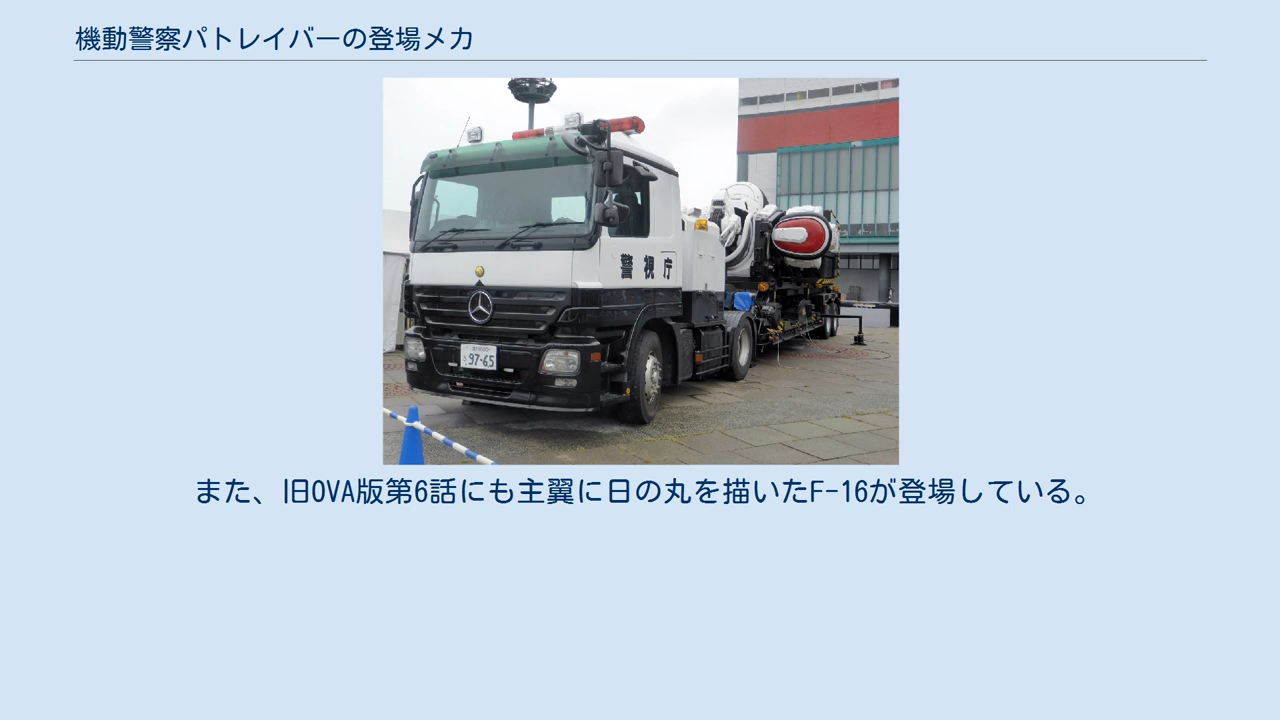 機動警察パトレイバーの登場メカ
警視庁
97-65
また、旧OVA版第6話にも主翼に日の丸を描いたF-16が登場している。